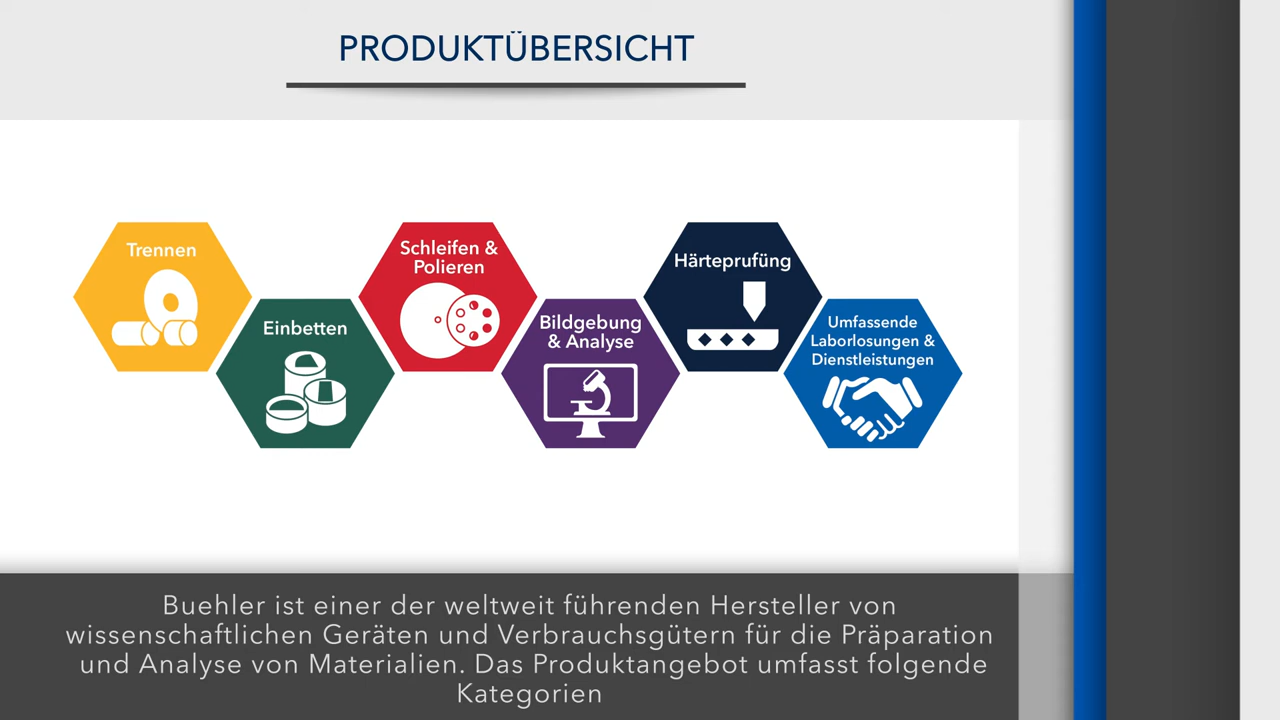 PRODUKTÜBERSICHT
Trennen
Einbetten
Schleifen &
Polieren
Bildgebung
& Analyse
Härteprufüng
Umfassende
Laborlosungen &
Dienstleistungen
Buehler ist einer der weltweit führenden Hersteller von
wissenschaftlichen Geräten und Verbrauchsgütern für die Präparation
und Analyse von Materialien. Das Produktangebot umfasst folgende
Kategorien